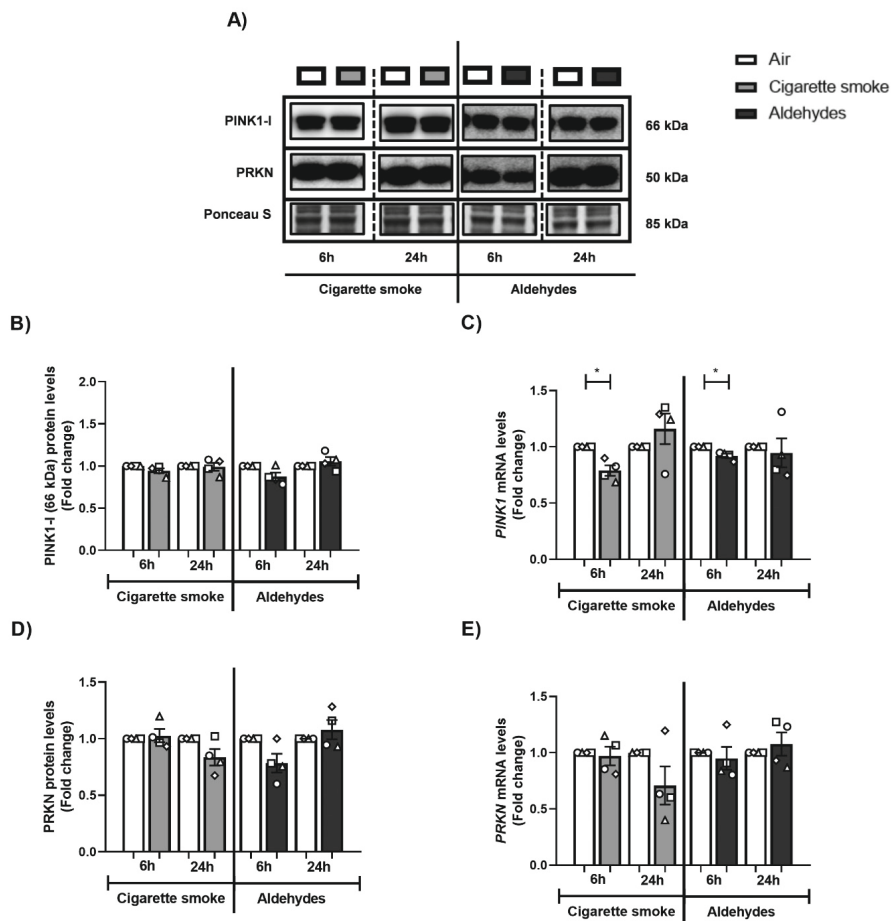 A)
Air
Cigarette smoke
Aldehydes
PINK1-I
66 kDa
PRKN
50 kDa
Ponceau S
85 kDa
6h 24h 6h 24h
Cigarette smoke Aldehydes
B)
PINK1-I (66 kDa) protein levels
(Fold change)
2.0
1.5
1.0
0.5
0.0
6h 24h 6h 24h
Cigarette smoke Aldehydes
C)
PINK1 mRNA levels
(Fold change)
1.5
1.0
0.5
0.0
* *
6h 24h 6h 24h
Cigarette smoke Aldehydes
D)
PRKN protein levels
(Fold change)
1.5
1.0
0.5
0.0
6h 24h 6h 24h
Cigarette smoke Aldehydes
E)
PRKN mRNA levels
(Fold change)
1.5
1.0
0.5
0.0
6h 24h 6h 24h
Cigarette smoke Aldehydes